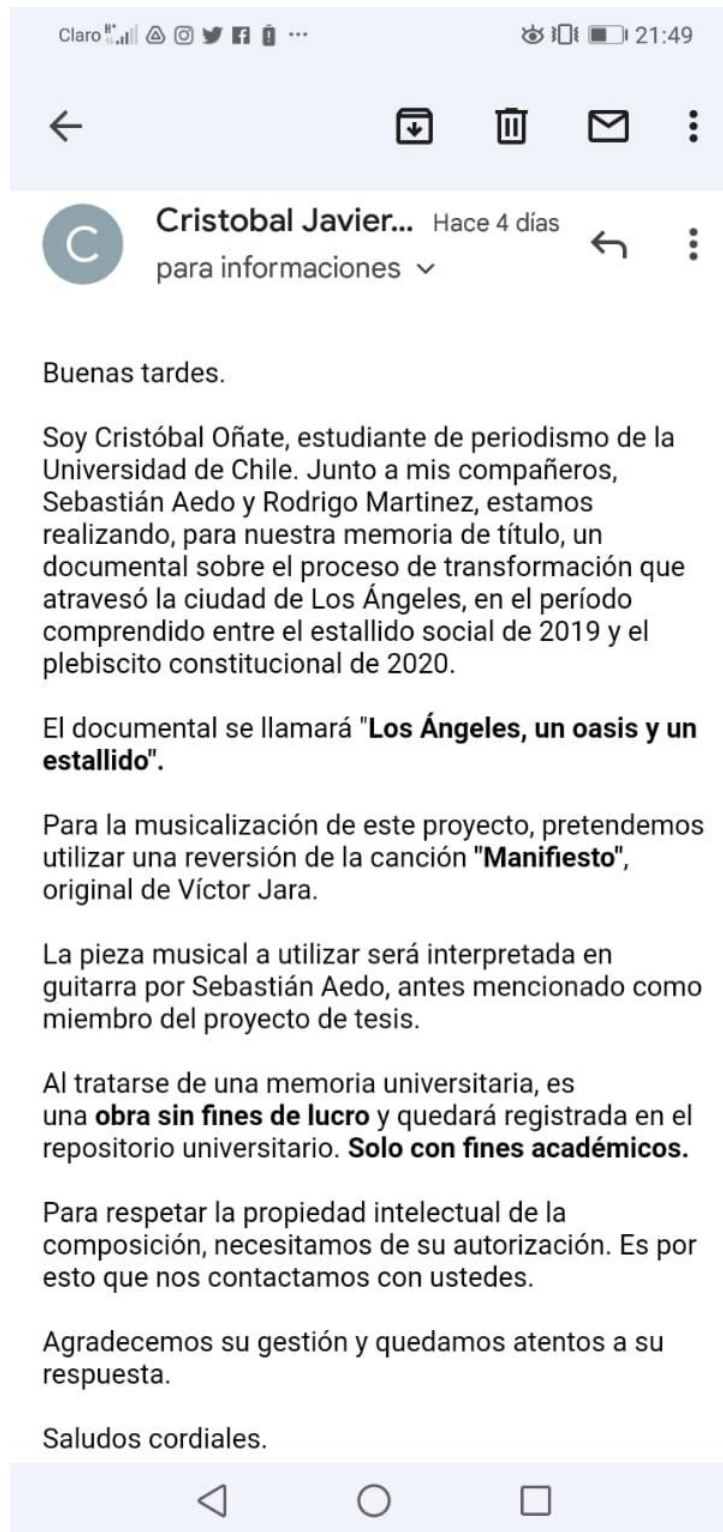 Claro 21:49
Cristobal Javier... Hace 4 días
C
para informaciones
Buenas tardes.
Soy Cristóbal Oñate, estudiante de periodismo de la
Universidad de Chile. Junto a mis compañeros,
Sebastián Aedo y Rodrigo Martinez, estamos
realizando, para nuestra memoria de título, un
documental sobre el proceso de transformación que
atravesó la ciudad de Los Ángeles, en el período
comprendido entre el estallido social de 2019 y el
plebiscito constitucional de 2020.
El documental se llamará "Los Ángeles, un oasis y un
estallido".
Para la musicalización de este proyecto, pretendemos
utilizar una reversión de la canción "Manifiesto",
original de Víctor Jara.
La pieza musical a utilizar será interpretada en
guitarra por Sebastián Aedo, antes mencionado como
miembro del proyecto de tesis.
Al tratarse de una memoria universitaria, es
una obra sin fines de lucro y quedará registrada en el
repositorio universitario. Solo con fines académicos.
Para respetar la propiedad intelectual de la
composición, necesitamos de su autorización. Es por
esto que nos contactamos con ustedes.
Agradecemos su gestión y quedamos atentos a su
respuesta.
Saludos cordiales.